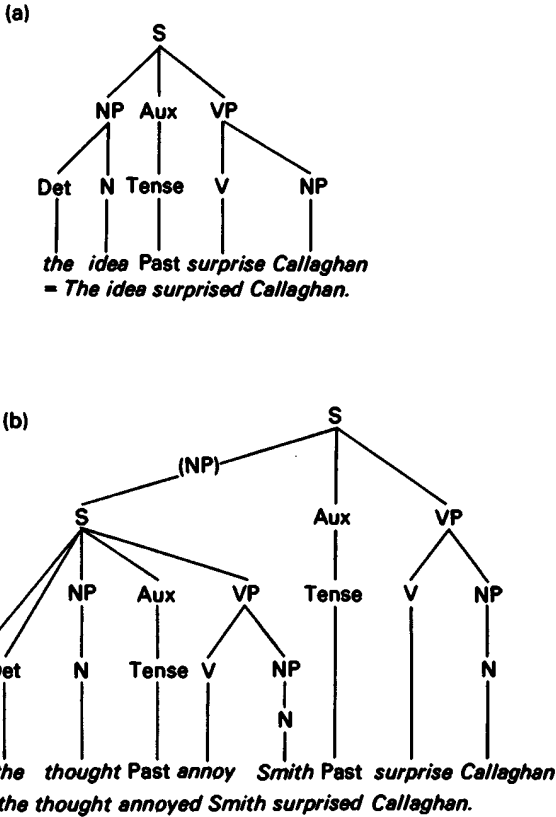 (a)
S
NP Aux VP
Det N Tense V NP
the idea Past surprise Callaghan
= The idea surprised Callaghan.
(b)
S
(NP)
S Aux VP
NP Aux VP Tense V NP
et N Tense V NP N
N
the thought Past annoy Smith Past surprise Callaghan
the thought annoyed Smith surprised Callaghan.